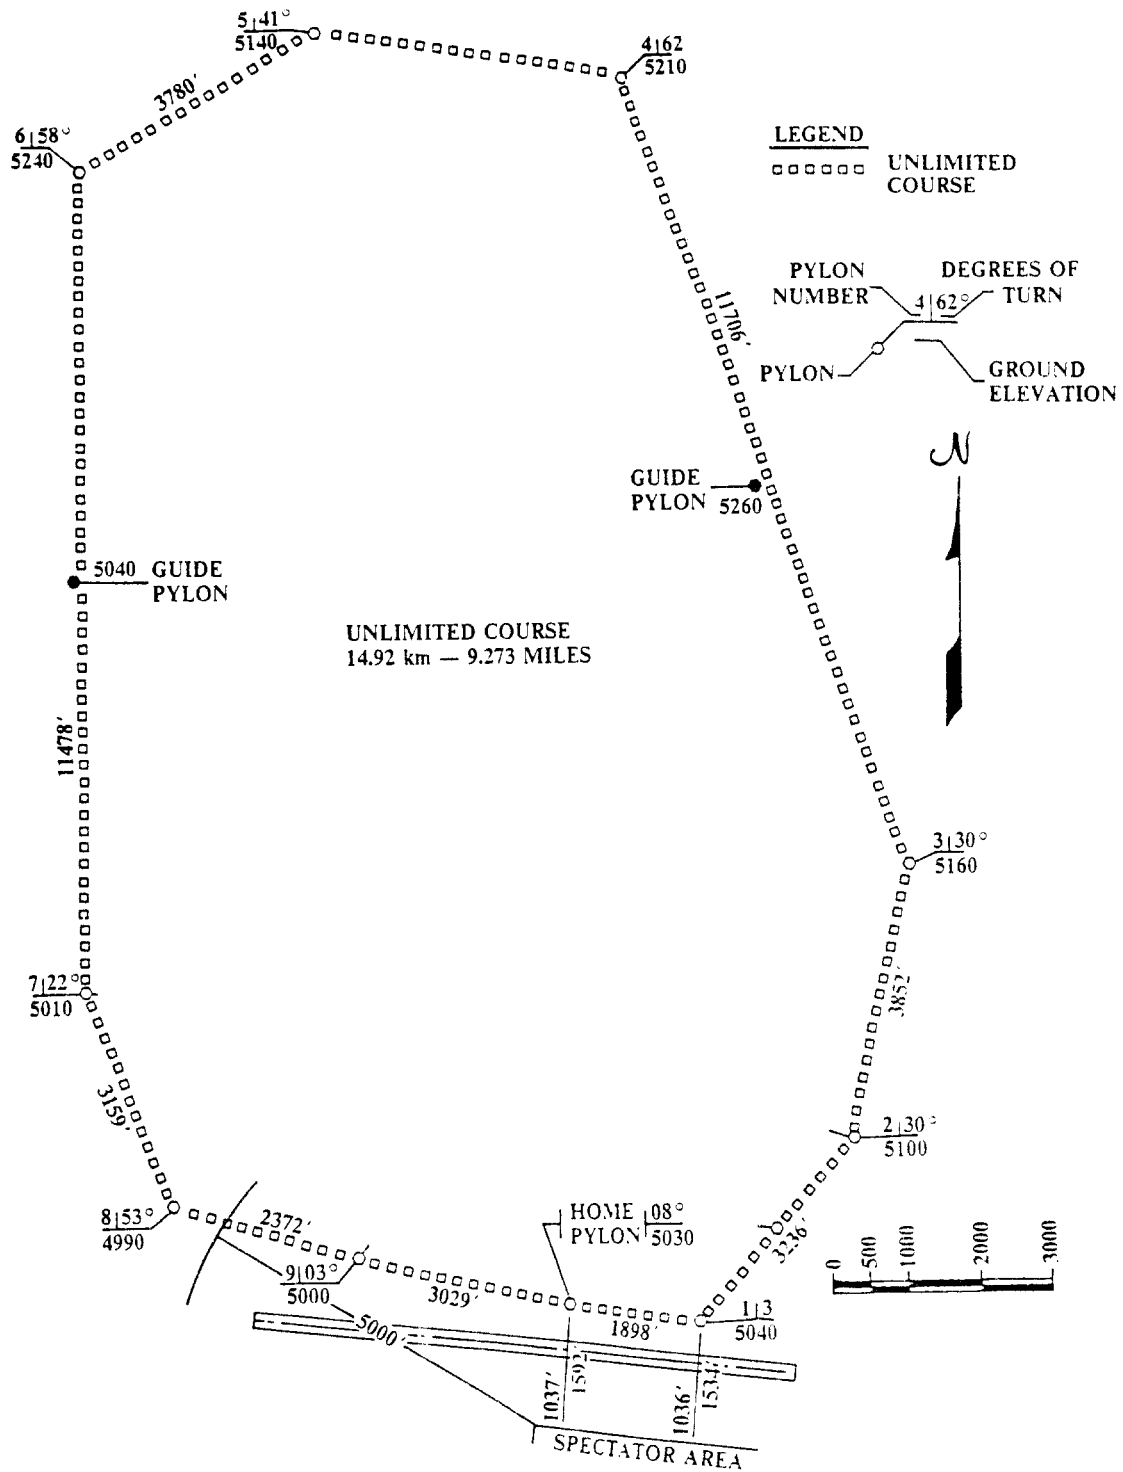 5|41°
5140
4|62
5210
3780'
6|58°
5240
LEGEND
UNLIMITED
COURSE
PYLON
NUMBER
DEGREES OF
TURN
4|62°
PYLON
GROUND
ELEVATION
11706'
N
GUIDE
PYLON
5260
5040
GUIDE
PYLON
UNLIMITED COURSE
14.92 km — 9.273 MILES
11478'
3|30°
5160
3852'
7|22°
5010
3159'
2|30°
5100
8|53°
4990
2372'
HOME
PYLON
08°
5030
3236'
0
500
1000
2000
3000
9|03°
5000
3029'
1898'
1|3
5040
5000'
1037'
1592'
1036'
1534'
SPECTATOR AREA